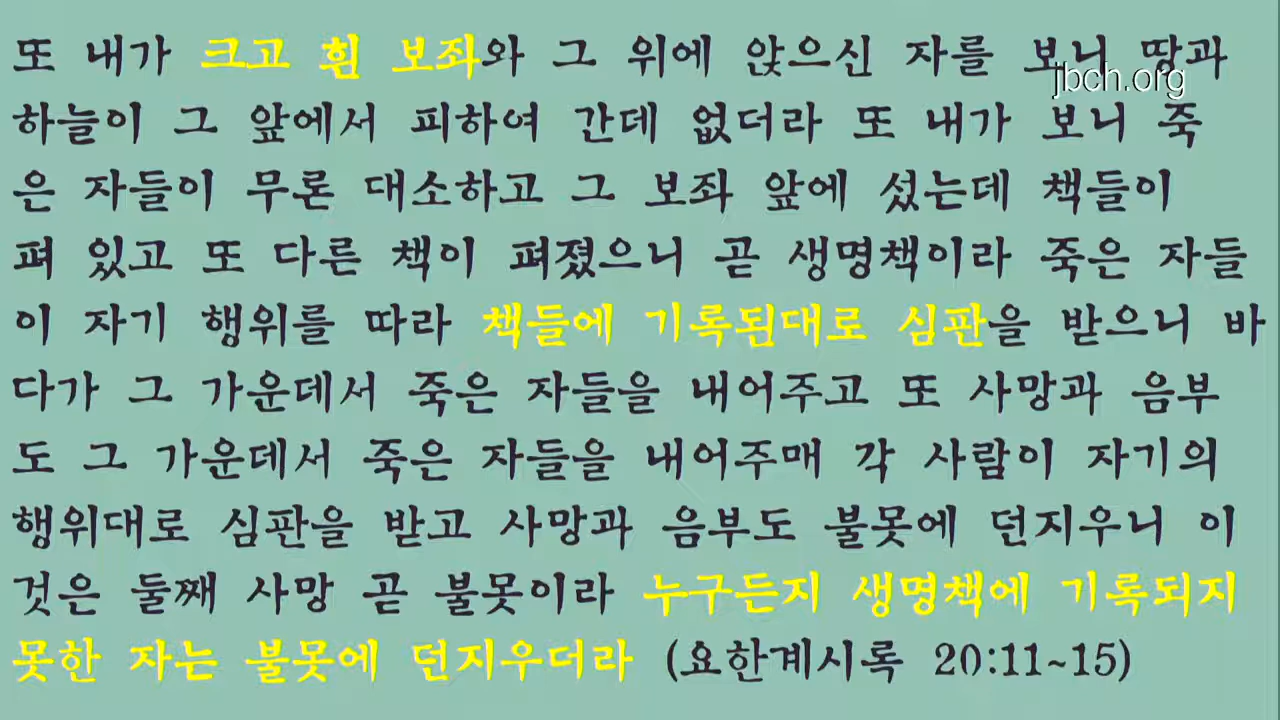 또 내가 크고 흰 보좌와 그 위에 앉으신 자를 보니 땅과
jbch.org
하늘이 그 앞에서 피하여 간데 없더라 또 내가 보니 죽
은 자들이 무론 대소하고 그 보좌 앞에 섰는데 책들이
펴 있고 또 다른 책이 펴졌으니 곧 생명책이라 죽은 자들
이 자기 행위를 따라 책들에 기록된대로 심판을 받으니 바
다가 그 가운데서 죽은 자들을 내어주고 또 사망과 음부
도 그 가운데서 죽은 자들을 내어주매 각 사람이 자기의
행위대로 심판을 받고 사망과 음부도 불못에 던지우니 이
것은 둘째 사망 곧 불못이라 누구든지 생명책에 기록되지
못한 자는 불못에 던지우더라 (요한계시록 20:11~15)